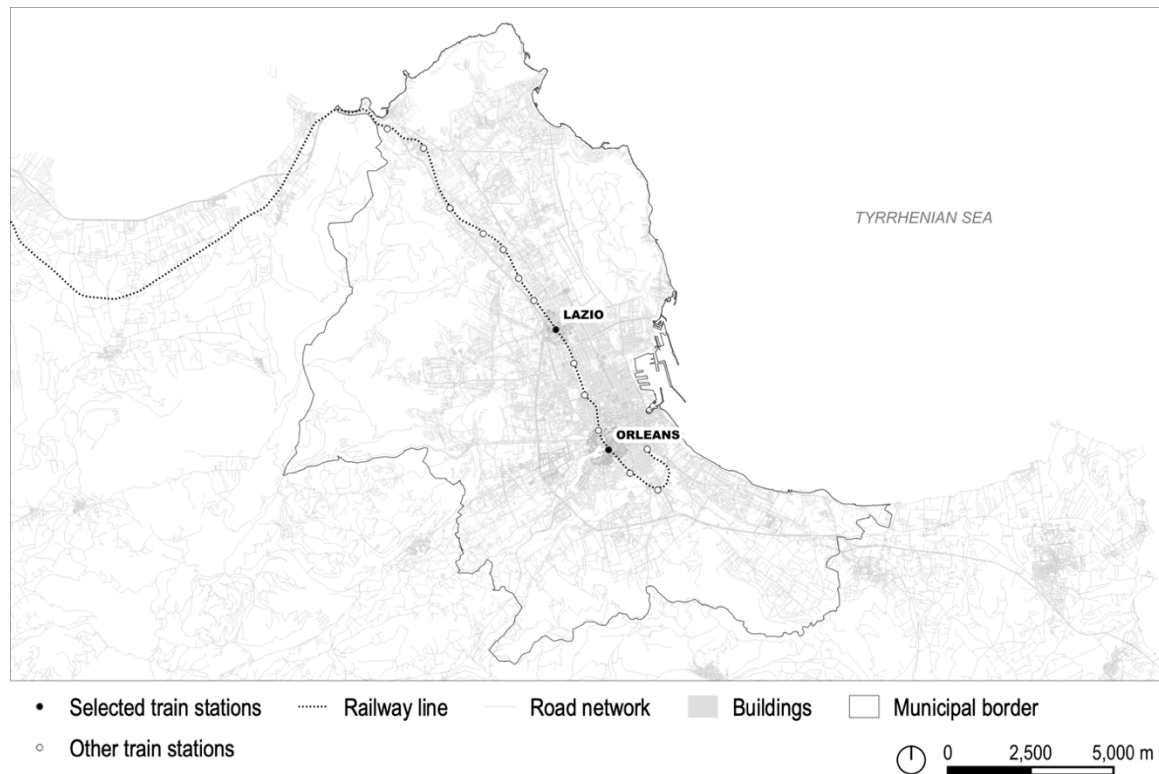 TYRRHENIAN SEA
LAZIO
ORLEANS
Selected train stations Railway line Road network Buildings Municipal border
Other train stations 0 2,500 5,000 m